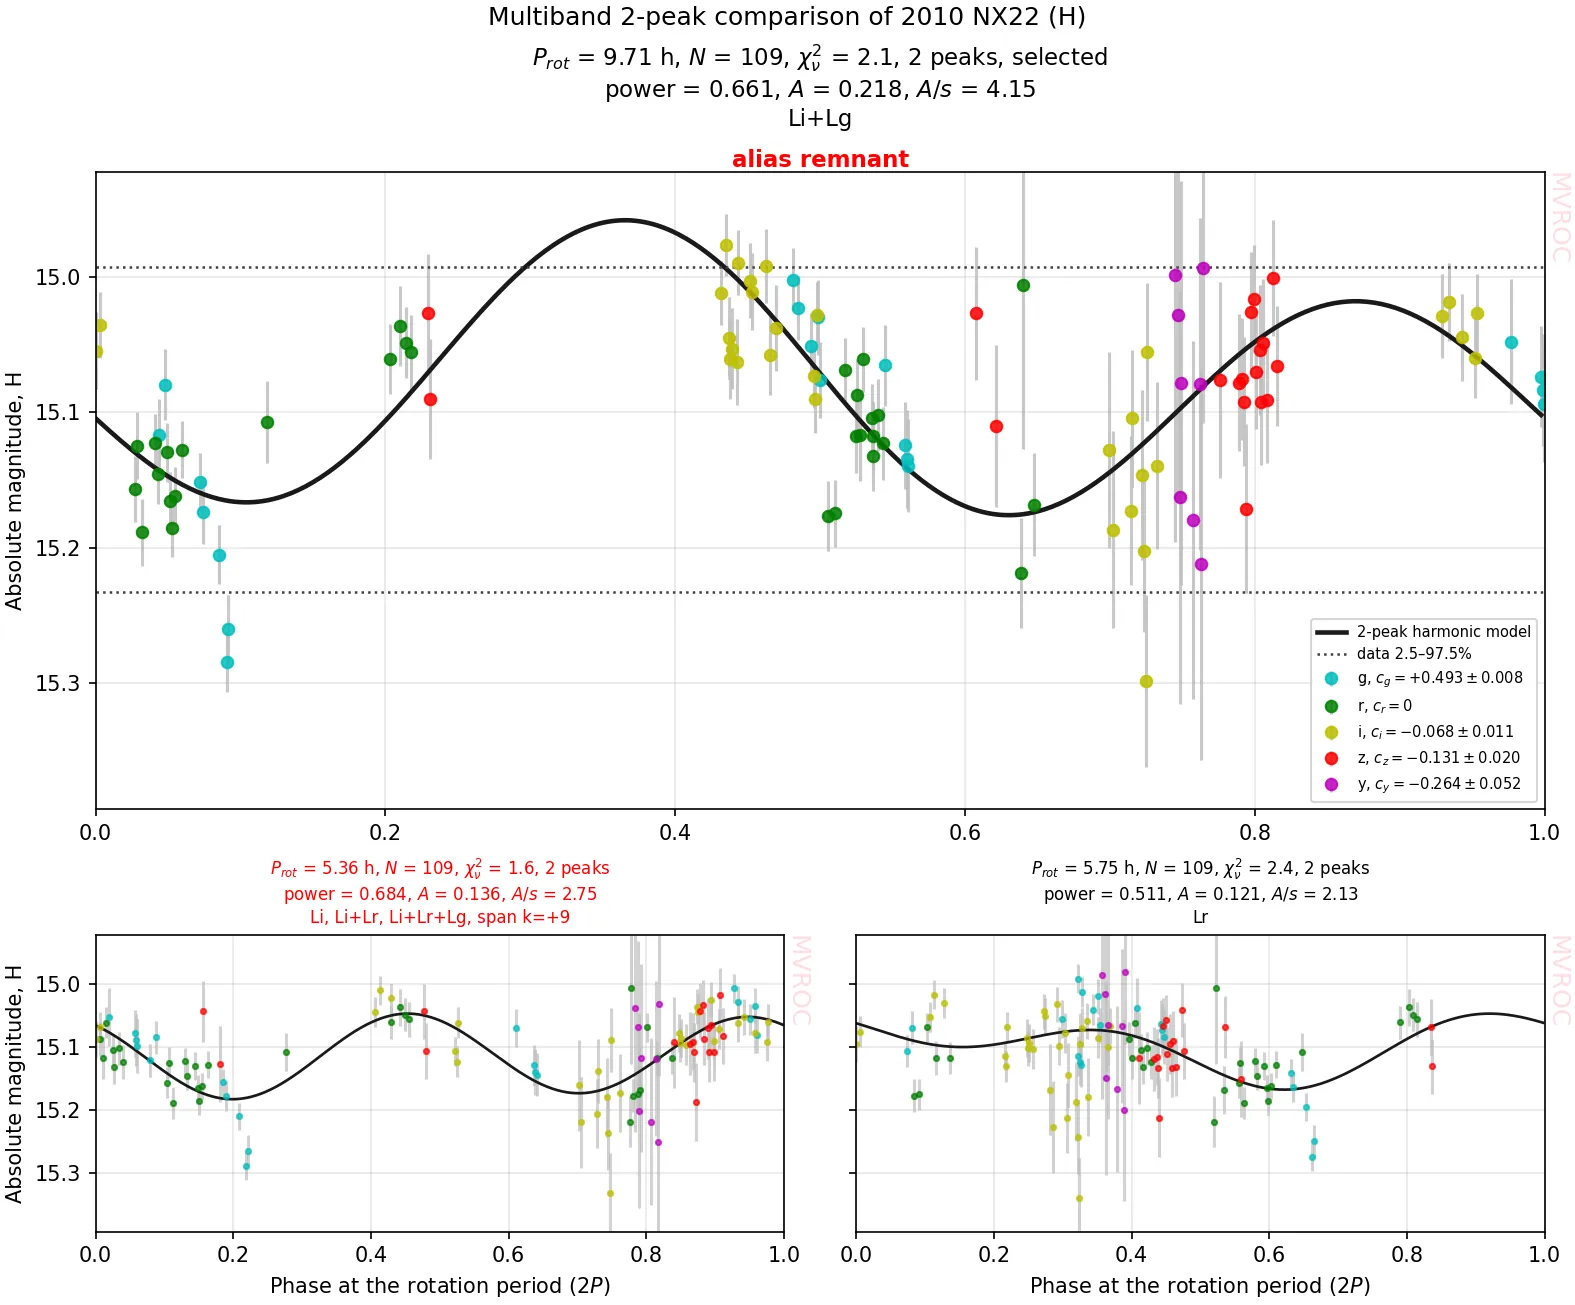 Multiband 2-peak comparison of 2010 NX22 (H)
P_rot = 9.71 h, N = 109, χ²_ν = 2.1, 2 peaks, selected
power = 0.661, A = 0.218, A/s = 4.15
Li+Lg
alias remnant
MVROC
Absolute magnitude, H
15.0
15.1
15.2
15.3
2-peak harmonic model
data 2.5–97.5%
g, c_g = +0.493 ± 0.008
r, c_r = 0
i, c_i = −0.068 ± 0.011
z, c_z = −0.131 ± 0.020
y, c_y = −0.264 ± 0.052
0.0 0.2 0.4 0.6 0.8 1.0
P_rot = 5.36 h, N = 109, χ²_ν = 1.6, 2 peaks
power = 0.684, A = 0.136, A/s = 2.75
Li, Li+Lr, Li+Lr+Lg, span k=+9
MVROC
Absolute magnitude, H
15.0
15.1
15.2
15.3
0.0 0.2 0.4 0.6 0.8 1.0
Phase at the rotation period (2P)
P_rot = 5.75 h, N = 109, χ²_ν = 2.4, 2 peaks
power = 0.511, A = 0.121, A/s = 2.13
Lr
MVROC
0.0 0.2 0.4 0.6 0.8 1.0
Phase at the rotation period (2P)